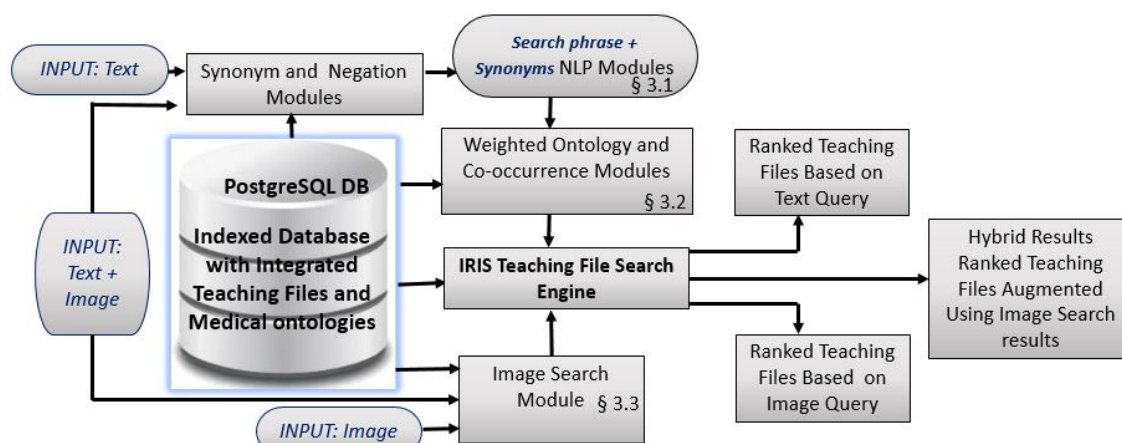 INPUT: Text
Synonym and Negation
Modules
Search phrase +
Synonyms NLP Modules
§ 3.1
PostgreSQL DB
Indexed Database
with Integrated
Teaching Files and
Medical ontologies
Weighted Ontology and
Co-occurrence Modules
§ 3.2
Ranked Teaching
Files Based on
Text Query
INPUT:
Text +
Image
IRIS Teaching File Search
Engine
Hybrid Results
Ranked Teaching
Files Augmented
Using Image Search
results
Image Search
Module
§ 3.3
Ranked Teaching
Files Based on
Image Query
INPUT: Image